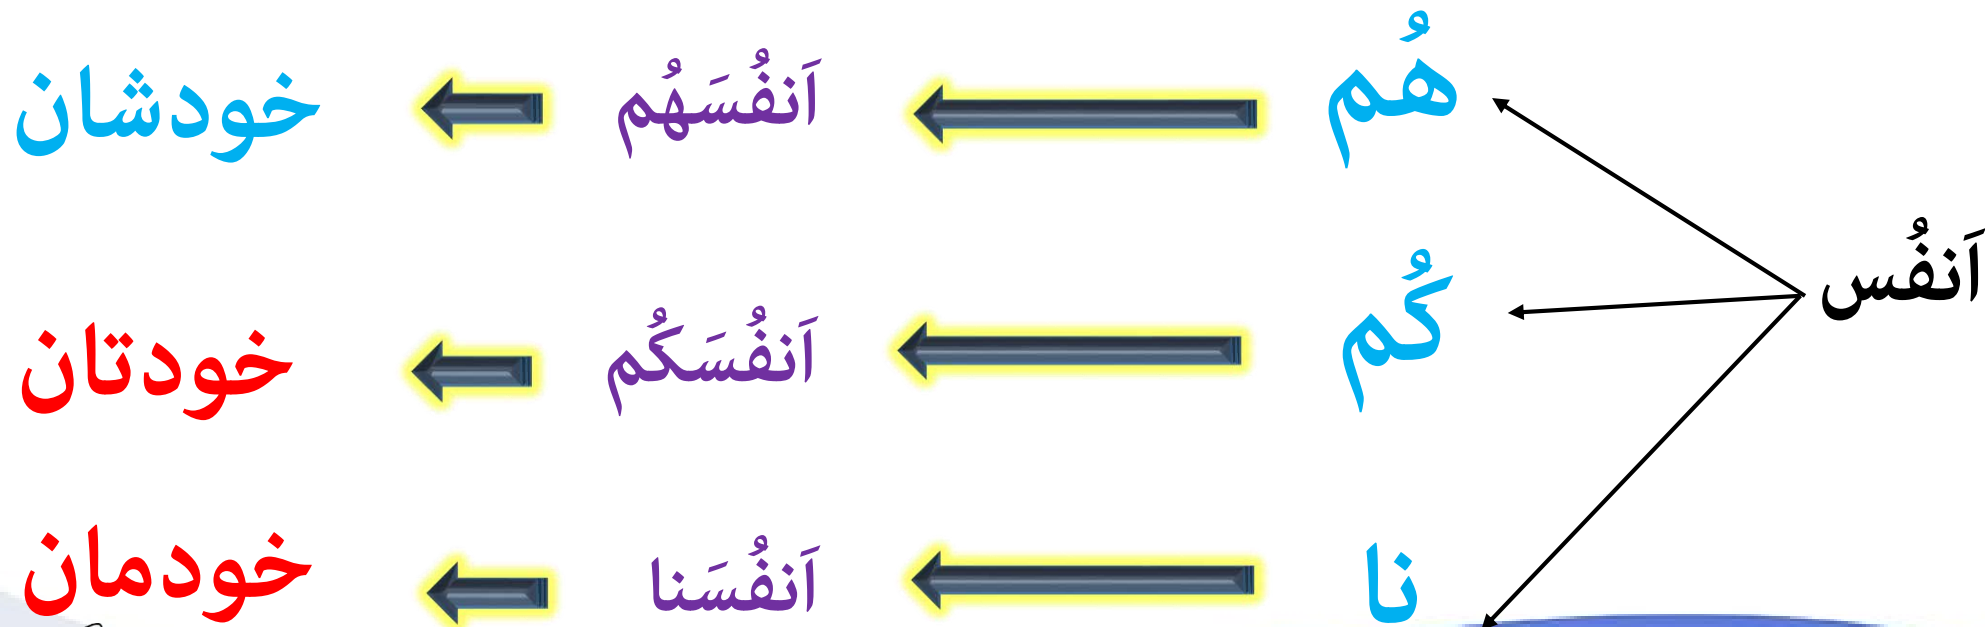 اَنفُس
هُم اَنفُسَهُم خودشان
كُم اَنفُسَكُم خودتان
نا اَنفُسَنا خودمان